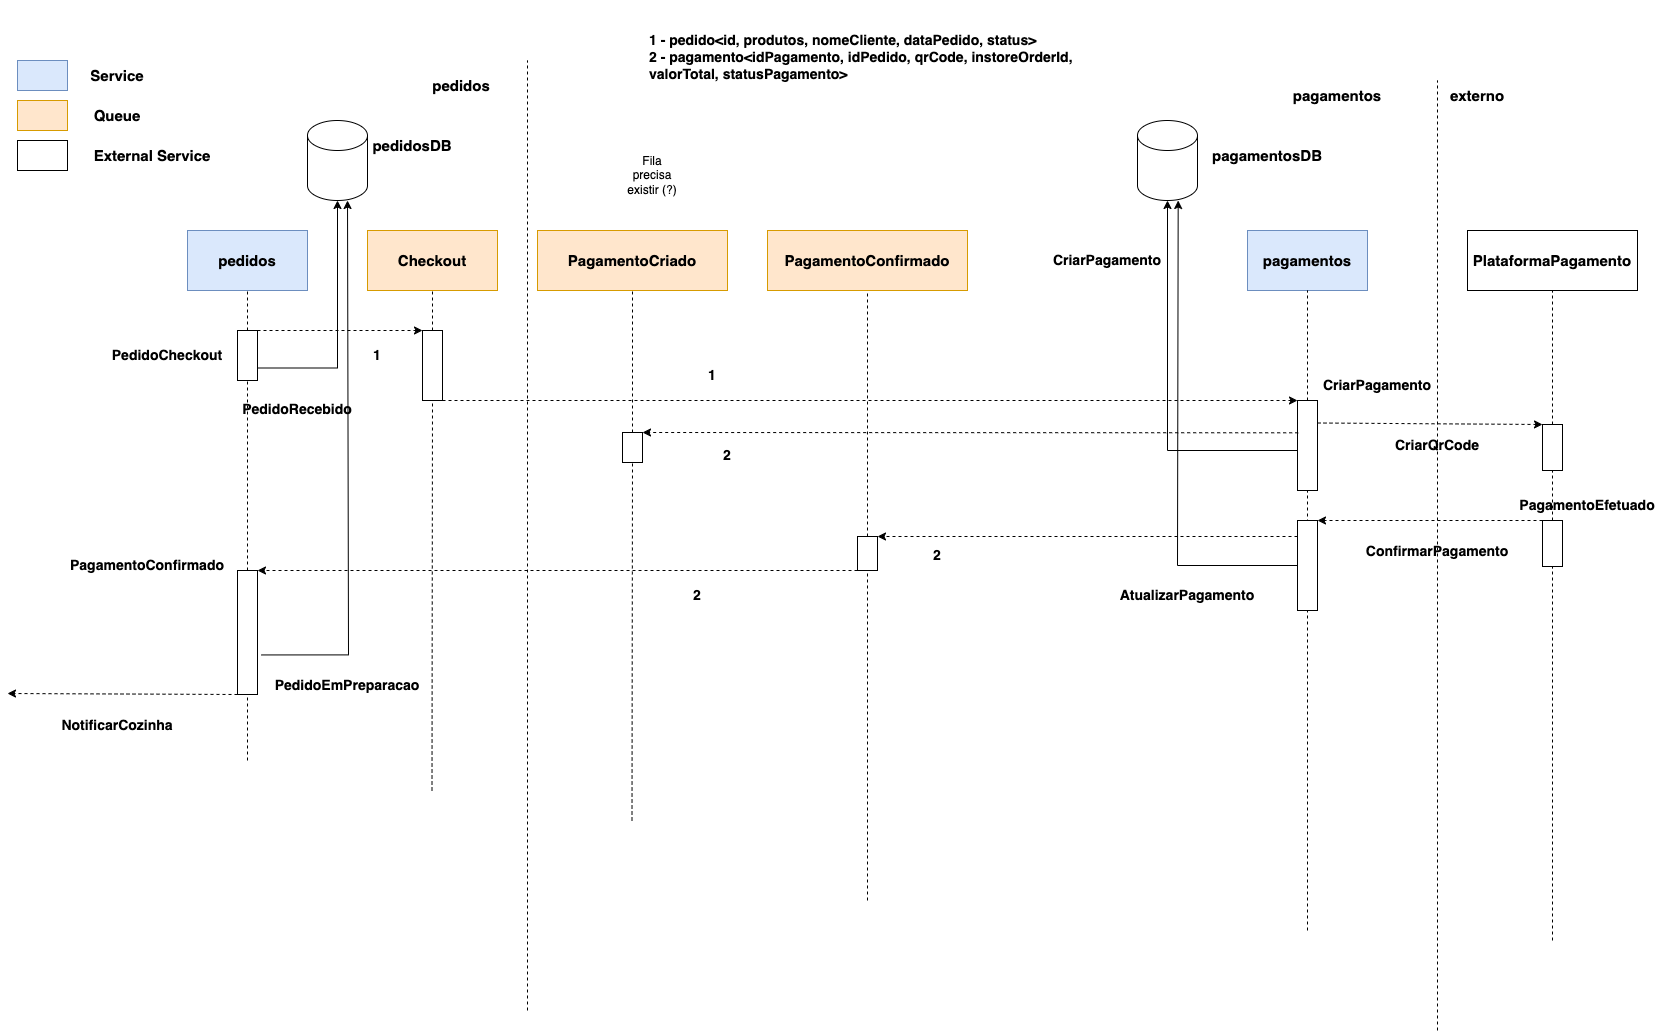 1 - pedido<id, produtos, nomeCliente, dataPedido, status>
2 - pagamento<idPagamento, idPedido, qrCode, instoreOrderId,
valorTotal, statusPagamento>
Service
Queue
External Service
pedidos
pagamentos
externo
pedidosDB
pagamentosDB
Fila
precisa
existir (?)
pedidos
Checkout
PagamentoCriado
PagamentoConfirmado
CriarPagamento
pagamentos
PlataformaPagamento
PedidoCheckout
1
1
CriarPagamento
PedidoRecebido
2
CriarQrCode
PagamentoEfetuado
2
ConfirmarPagamento
PagamentoConfirmado
2
AtualizarPagamento
PedidoEmPreparacao
NotificarCozinha